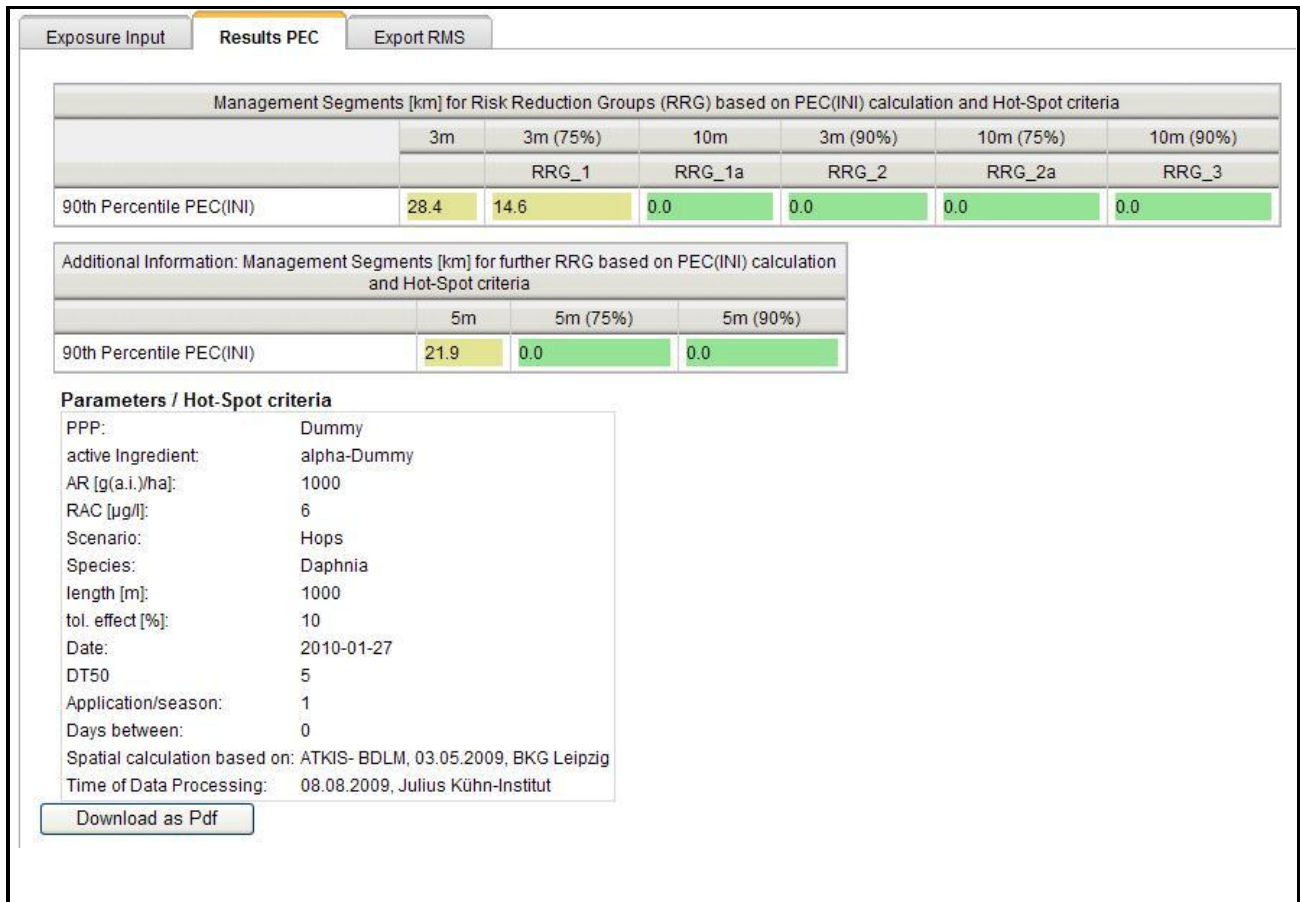 Exposure Input Results PEC Export RMS
Management Segments [km] for Risk Reduction Groups (RRG) based on PEC(INI) calculation and Hot-Spot criteria
3m 3m (75%) 10m 3m (90%) 10m (75%) 10m (90%)
RRG_1 RRG_1a RRG_2 RRG_2a RRG_3
90th Percentile PEC(INI) 28.4 14.6 0.0 0.0 0.0 0.0
Additional Information: Management Segments [km] for further RRG based on PEC(INI) calculation
and Hot-Spot criteria
5m 5m (75%) 5m (90%)
90th Percentile PEC(INI) 21.9 0.0 0.0
Parameters / Hot-Spot criteria
PPP: Dummy
active Ingredient: alpha-Dummy
AR [g(a.i.)/ha]: 1000
RAC [µg/l]: 6
Scenario: Hops
Species: Daphnia
length [m]: 1000
tol. effect [%]: 10
Date: 2010-01-27
DT50 5
Application/season: 1
Days between: 0
Spatial calculation based on: ATKIS- BDLM, 03.05.2009, BKG Leipzig
Time of Data Processing: 08.08.2009, Julius Kühn-Institut
Download as Pdf